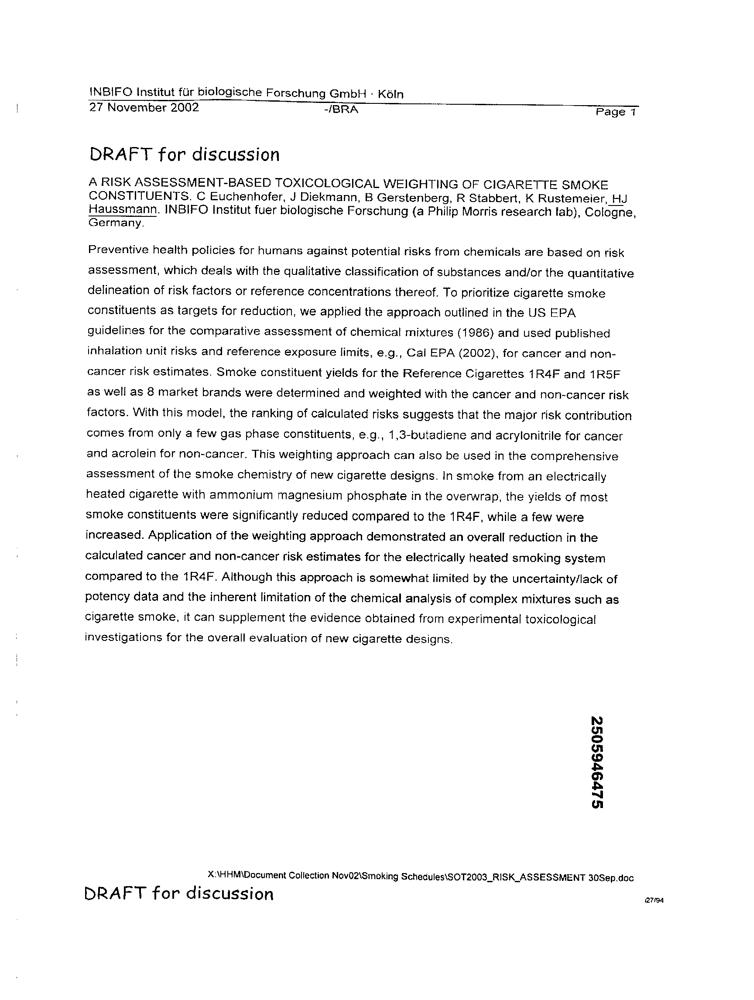 INBIFO Institut für biologische Forschung GmbH · Köln
27 November 2002 -/BRA Page 1
DRAFT for discussion
A RISK ASSESSMENT-BASED TOXICOLOGICAL WEIGHTING OF CIGARETTE SMOKE
CONSTITUENTS. C Euchenhofer, J Diekmann, B Gerstenberg, R Stabbert, K Rustemeier, HJ
Haussmann. INBIFO Institut fuer biologische Forschung (a Philip Morris research lab), Cologne,
Germany.
Preventive health policies for humans against potential risks from chemicals are based on risk
assessment, which deals with the qualitative classification of substances and/or the quantitative
delineation of risk factors or reference concentrations thereof. To prioritize cigarette smoke
constituents as targets for reduction, we applied the approach outlined in the US EPA
guidelines for the comparative assessment of chemical mixtures (1986) and used published
inhalation unit risks and reference exposure limits, e.g., Cal EPA (2002), for cancer and non-
cancer risk estimates. Smoke constituent yields for the Reference Cigarettes 1R4F and 1R5F
as well as 8 market brands were determined and weighted with the cancer and non-cancer risk
factors. With this model, the ranking of calculated risks suggests that the major risk contribution
comes from only a few gas phase constituents, e.g., 1,3-butadiene and acrylonitrile for cancer
and acrolein for non-cancer. This weighting approach can also be used in the comprehensive
assessment of the smoke chemistry of new cigarette designs. In smoke from an electrically
heated cigarette with ammonium magnesium phosphate in the overwrap, the yields of most
smoke constituents were significantly reduced compared to the 1R4F, while a few were
increased. Application of the weighting approach demonstrated an overall reduction in the
calculated cancer and non-cancer risk estimates for the electrically heated smoking system
compared to the 1R4F. Although this approach is somewhat limited by the uncertainty/lack of
potency data and the inherent limitation of the chemical analysis of complex mixtures such as
cigarette smoke, it can supplement the evidence obtained from experimental toxicological
investigations for the overall evaluation of new cigarette designs.
2505946475
X:\HHM\Document Collection Nov02\Smoking Schedules\SOT2003_RISK_ASSESSMENT 30Sep.doc
DRAFT for discussion
i27/94